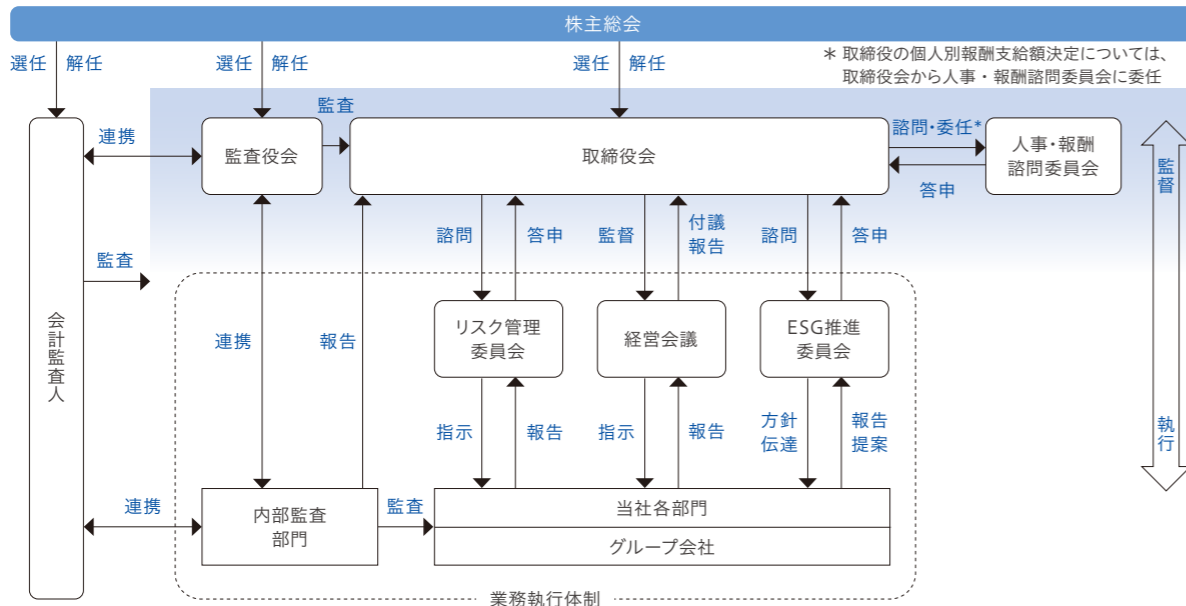 株主総会
選任 解任
選任 解任
選任 解任
＊ 取締役の個人別報酬支給額決定については、
取締役会から人事・報酬諮問委員会に委任
連携
監査役会
監査
取締役会
諮問・委任*
答申
人事・報酬
諮問委員会
監督
諮問
答申
監督
付議
報告
諮問
答申
監査
会計監査人
連携
報告
リスク管理
委員会
経営会議
ESG推進
委員会
指示
報告
指示
報告
方針
伝達
報告
提案
執行
連携
内部監査
部門
監査
当社各部門
グループ会社
業務執行体制